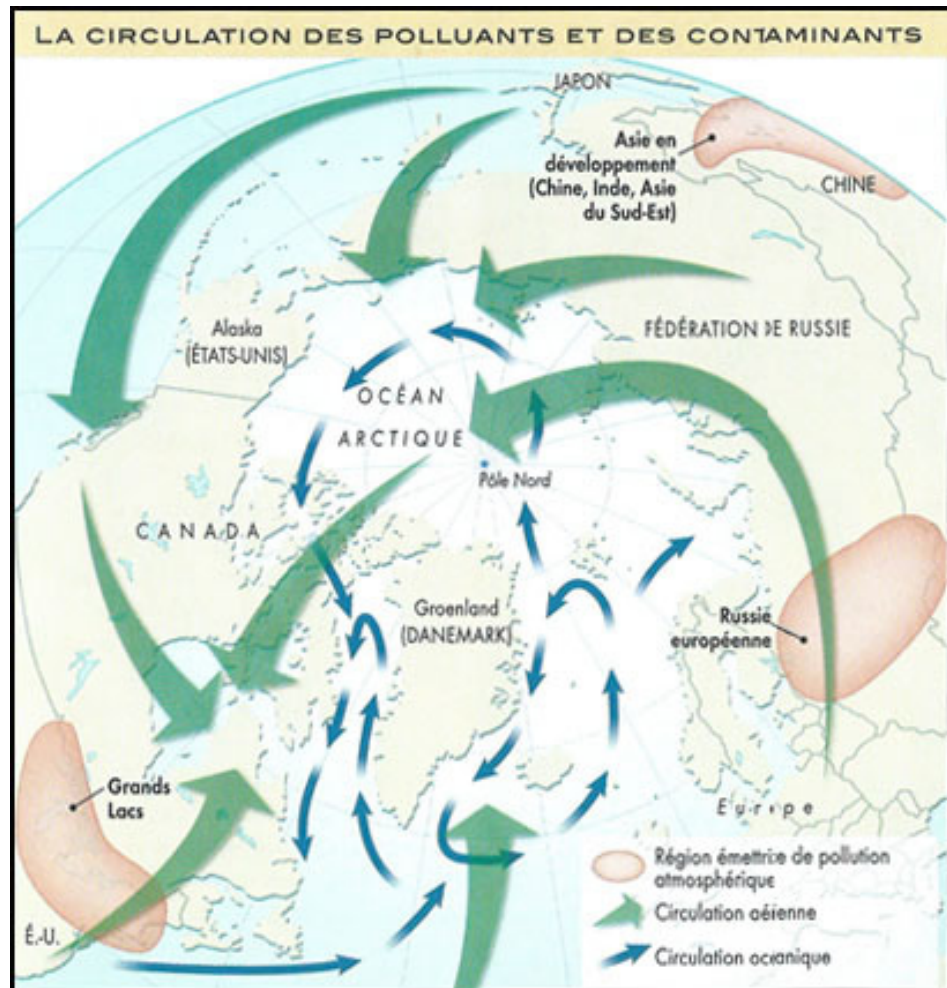 LA CIRCULATION DES POLLUANTS ET DES CONTAMINANTS
JAPON
Asie en
développement
(Chine, Inde, Asie
du Sud-Est)
CHINE
Alaska
(ÉTATS-UNIS)
FÉDÉRATION DE RUSSIE
OCÉAN
ARCTIQUE
Pôle Nord
CANADA
Groenland
(DANEMARK)
Russie
européenne
Grands
Lacs
Europe
É.-U.
Région émettrice de pollution
atmosphérique
Circulation aérienne
Circulation océanique